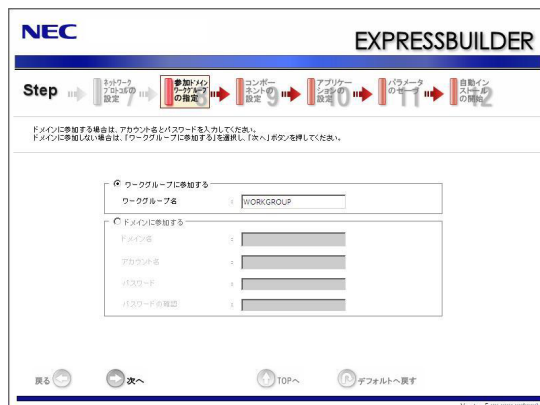 NEC
EXPRESSBUILDER
Step
ネットワーク
プロトコルの
設定 7
参加ドメイン
ワークグループ
の指定 8
コンポー
ネントの
設定 9
アプリケー
ションの
設定 10
パラメータ
のセーブ 11
自動イン
ストール
の開始 12
ドメインに参加する場合は、アカウント名とパスワードを入力してください。
ドメインに参加しない場合は、「ワークグループに参加する」を選択し、「次へ」ボタンを押してください。
ワークグループに参加する
ワークグループ名 : WORKGROUP
ドメインに参加する
ドメイン名 :
アカウント名 :
パスワード :
パスワードの確認 :
戻る
次へ
TOPへ
デフォルトへ戻す